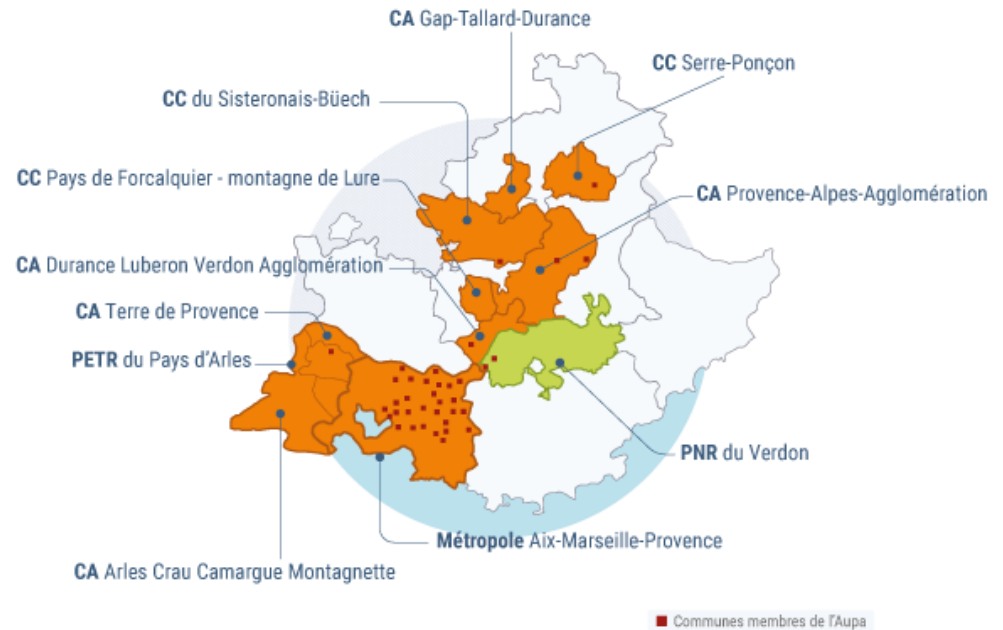 CA Gap-Tallard-Durance
CC Serre-Ponçon
CC du Sisteronais-Büech
CC Pays de Forcalquier - montagne de Lure
CA Provence-Alpes-Agglomération
CA Durance Luberon Verdon Agglomération
CA Terre de Provence
PETR du Pays d'Arles
PNR du Verdon
Métropole Aix-Marseille-Provence
CA Arles Crau Camargue Montagnette
Communes membres de l'Aupa